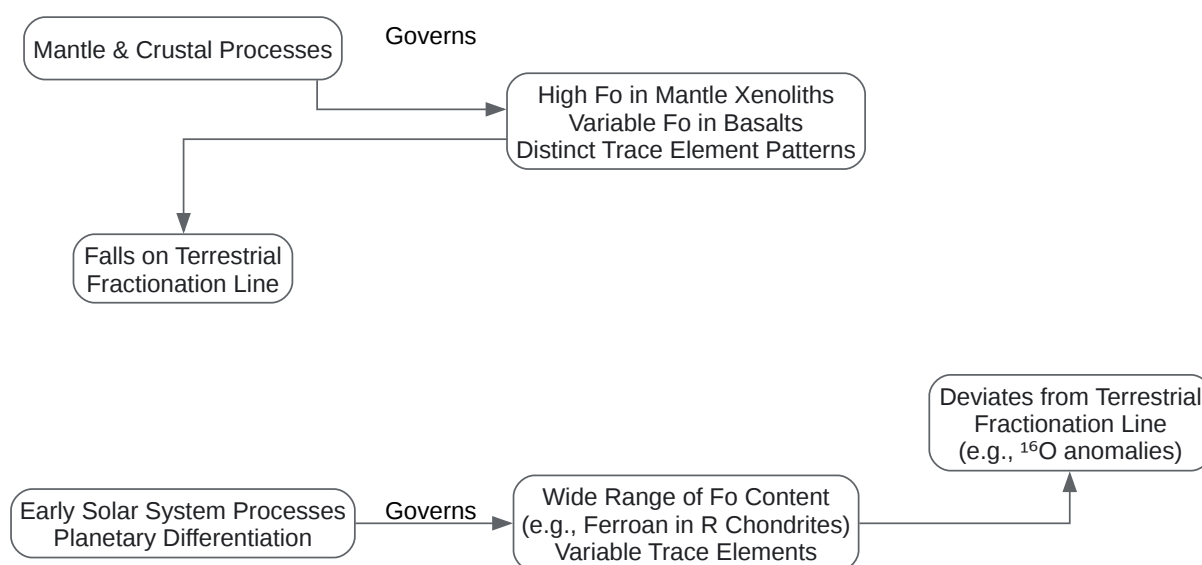 Mantle & Crustal Processes
Governs
High Fo in Mantle Xenoliths
Variable Fo in Basalts
Distinct Trace Element Patterns
Falls on Terrestrial
Fractionation Line
Deviates from Terrestrial
Fractionation Line
(e.g., ¹⁶O anomalies)
Early Solar System Processes
Planetary Differentiation
Governs
Wide Range of Fo Content
(e.g., Ferroan in R Chondrites)
Variable Trace Elements